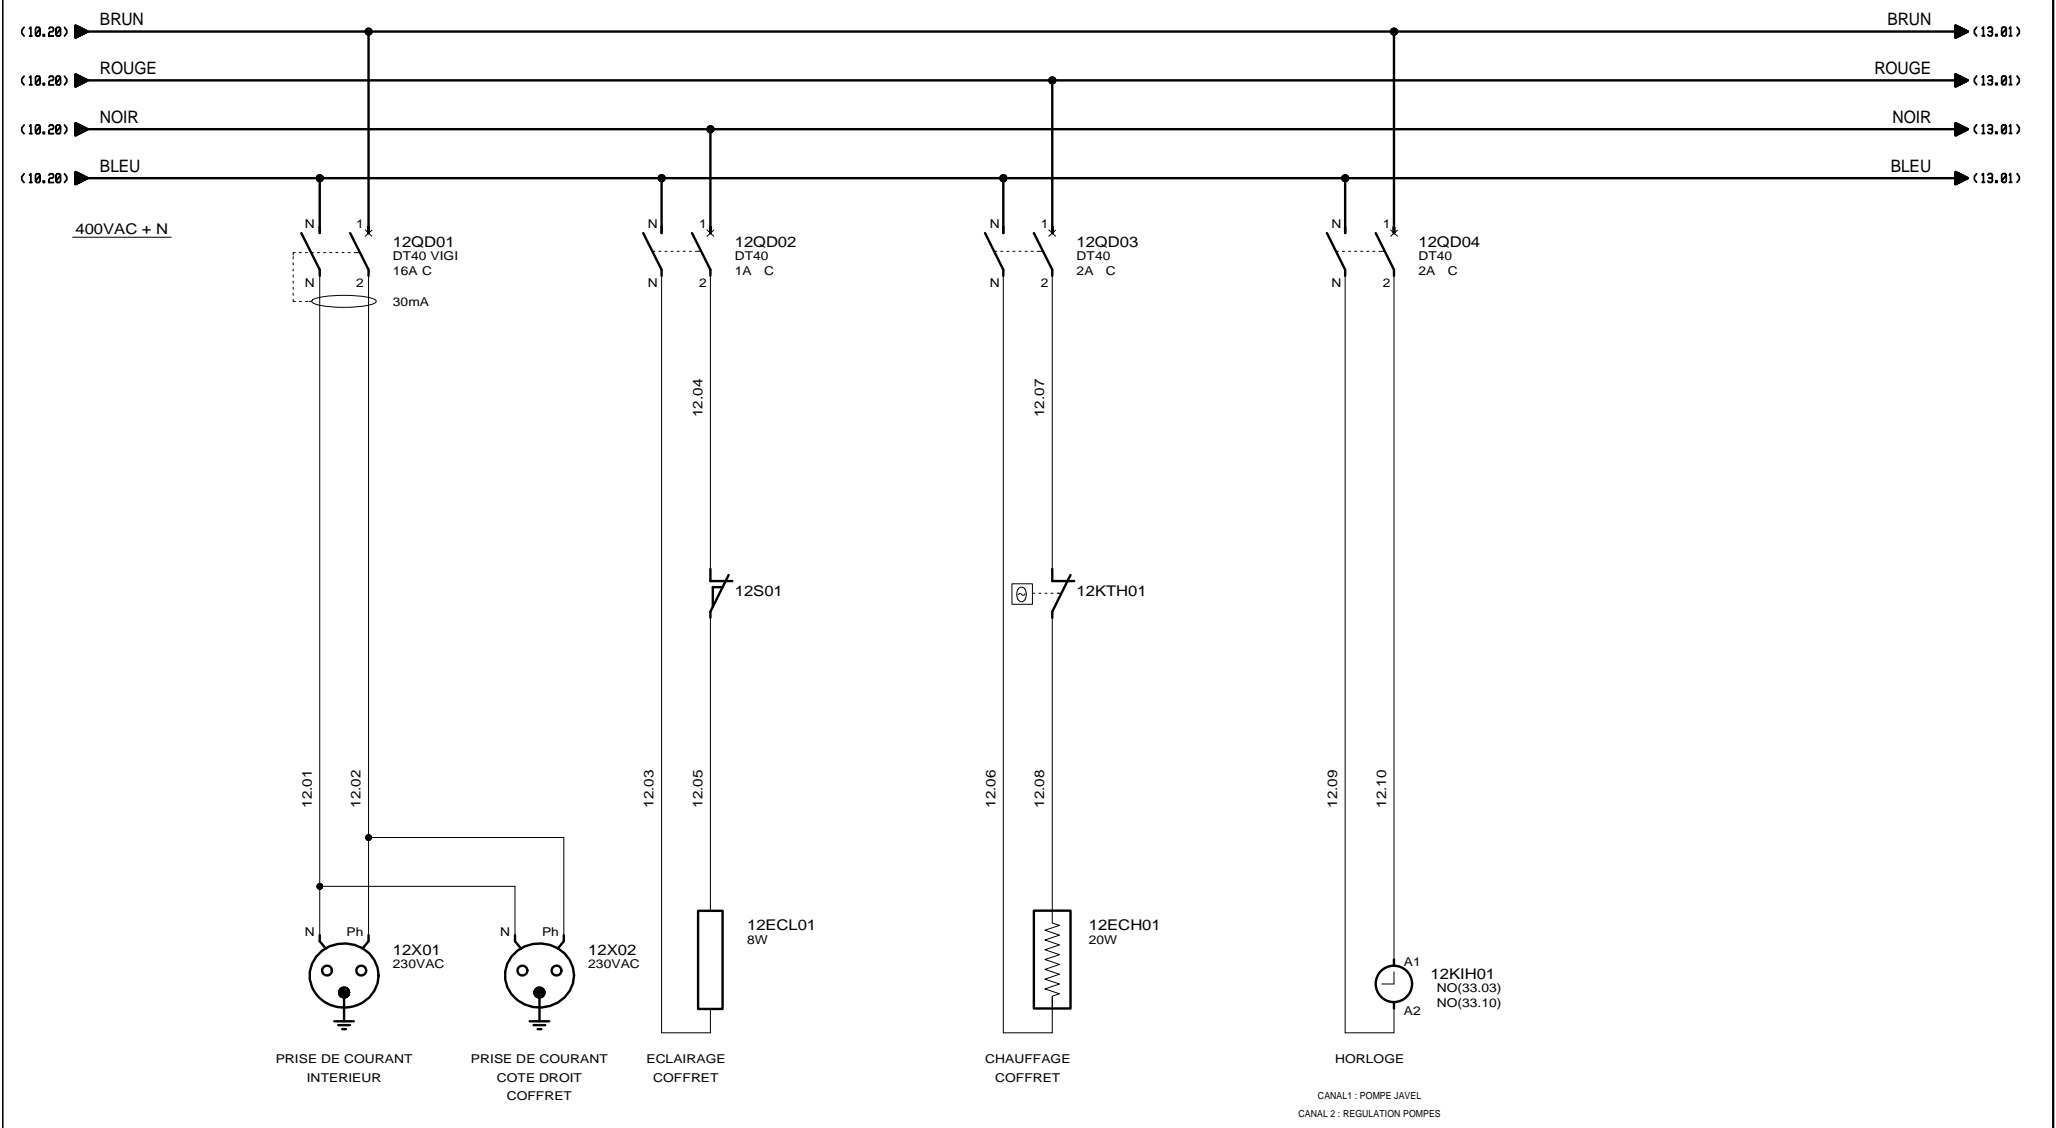 BRUN BRUN
(10.20) (13.01)
ROUGE ROUGE
(10.20) (13.01)
NOIR NOIR
(10.20) (13.01)
BLEU BLEU
(10.20) (13.01)
400VAC + N
N 1 N 1 N 1 N 1
12QD01 12QD02 12QD03 12QD04
DT40 VIGI DT40 DT40 DT40
16A C 1A C 2A C 2A C
N 2 N 2 N 2 N 2
30mA
12.04 12.07
12S01 12KTH01
12.01 12.02 12.03 12.05 12.06 12.08 12.09 12.10
N Ph N Ph
12X01
230VAC
12X02
230VAC
12ECL01
8W
12ECH01
20W
A1
12KIH01
NO(33.03)
NO(33.10)
A2
PRISE DE COURANT
INTERIEUR
PRISE DE COURANT
COTE DROIT
COFFRET
ECLAIRAGE
COFFRET
CHAUFFAGE
COFFRET
HORLOGE
CANAL1 : POMPE JAVEL
CANAL 2 : REGULATION POMPES